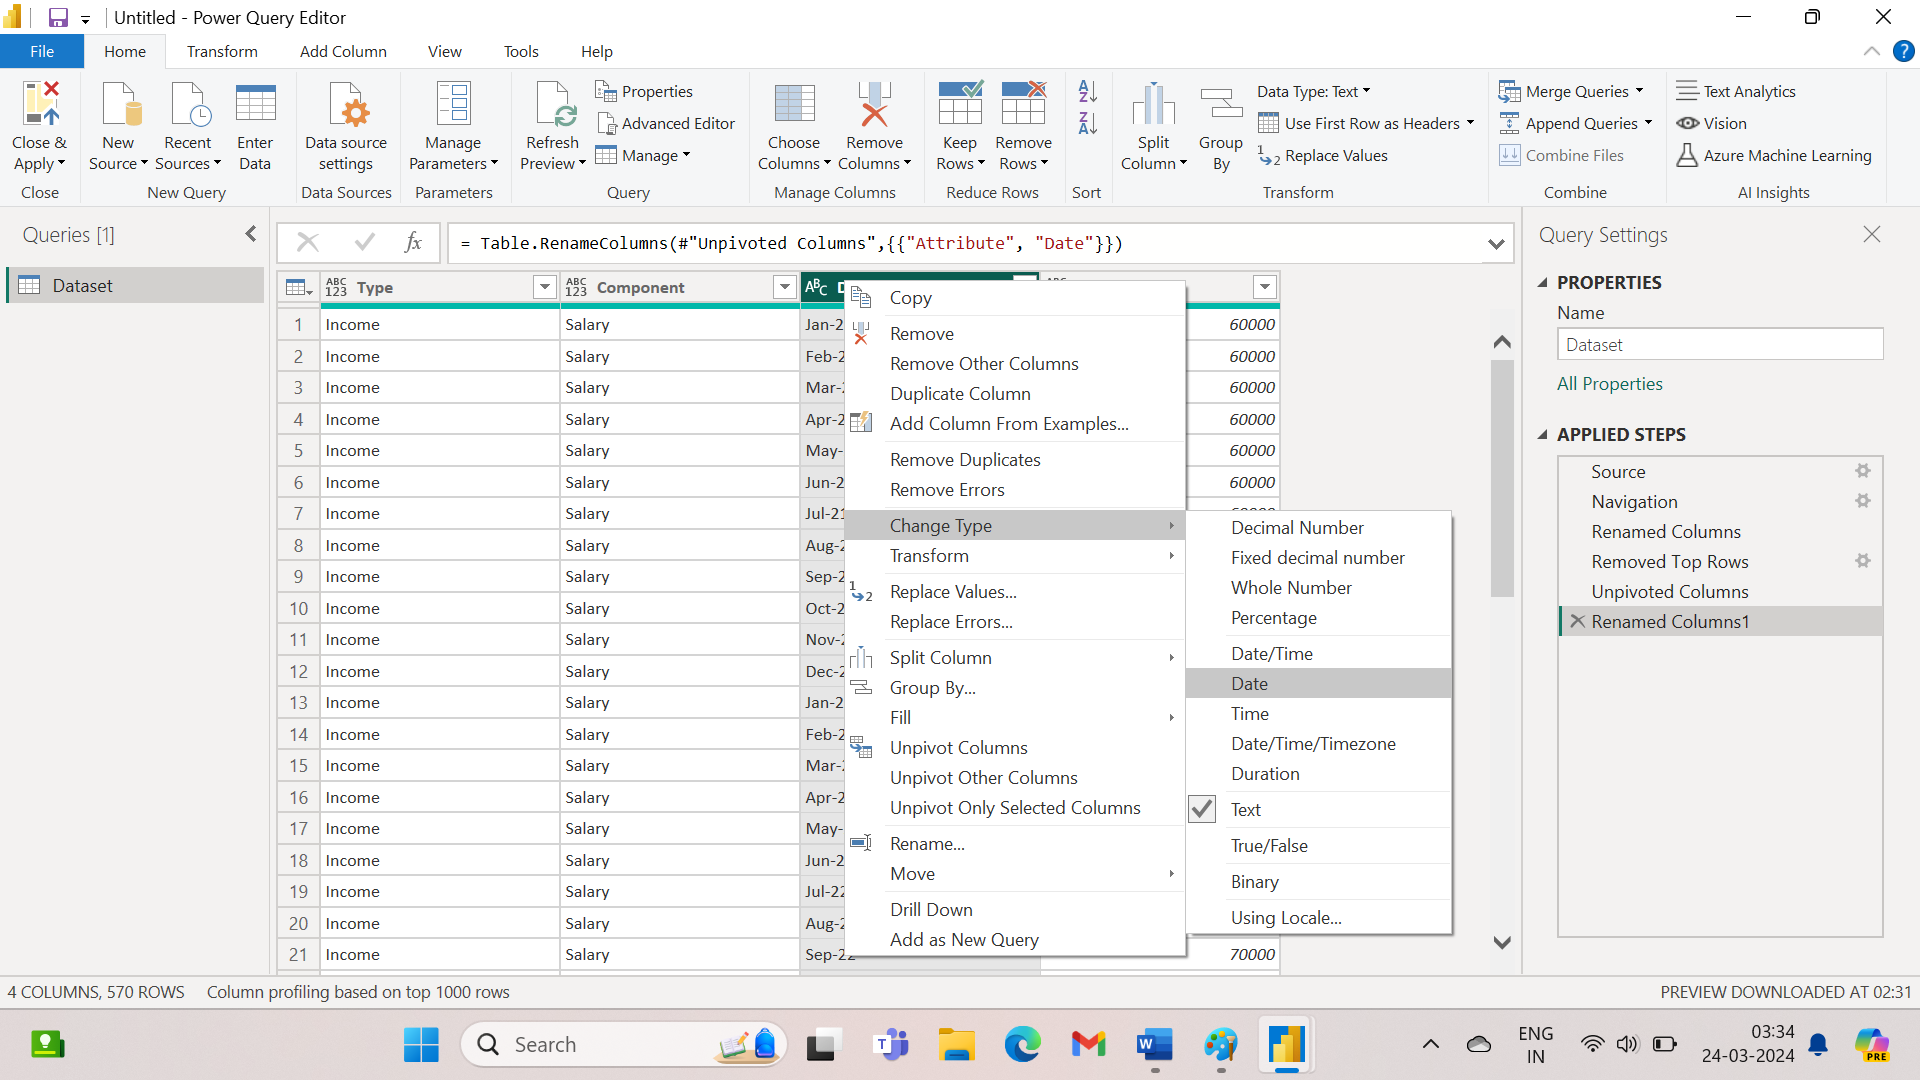 Untitled - Power Query Editor
File Home Transform Add Column View Tools Help
Close & Apply
New Source
Recent Sources
Enter Data
Data source settings
Manage Parameters
Refresh Preview
Properties
Advanced Editor
Manage
Choose Columns
Remove Columns
Keep Rows
Remove Rows
Split Column
Group By
Data Type: Text
Use First Row as Headers
Replace Values
Merge Queries
Append Queries
Combine Files
Text Analytics
Vision
Azure Machine Learning
Close New Query Data Sources Parameters Query Manage Columns Reduce Rows Sort Transform Combine AI Insights
Queries [1]
Dataset
fx = Table.RenameColumns(#"Unpivoted Columns",{{"Attribute", "Date"}})
ABC 123 Type ABC 123 Component ABC
1 Income Salary Jan-2 60000
2 Income Salary Feb-2 60000
3 Income Salary Mar- 60000
4 Income Salary Apr-2 60000
5 Income Salary May- 60000
6 Income Salary Jun-2 60000
7 Income Salary Jul-21
8 Income Salary Aug-2
9 Income Salary Sep-2
10 Income Salary Oct-2
11 Income Salary Nov-2
12 Income Salary Dec-2
13 Income Salary Jan-2
14 Income Salary Feb-2
15 Income Salary Mar-
16 Income Salary Apr-2
17 Income Salary May-
18 Income Salary Jun-2
19 Income Salary Jul-22
20 Income Salary Aug-2
21 Income Salary Sep-22 70000
Copy
Remove
Remove Other Columns
Duplicate Column
Add Column From Examples...
Remove Duplicates
Remove Errors
Change Type
Transform
Replace Values...
Replace Errors...
Split Column
Group By...
Fill
Unpivot Columns
Unpivot Other Columns
Unpivot Only Selected Columns
Rename...
Move
Drill Down
Add as New Query
Decimal Number
Fixed decimal number
Whole Number
Percentage
Date/Time
Date
Time
Date/Time/Timezone
Duration
Text
True/False
Binary
Using Locale...
Query Settings
PROPERTIES
Name
Dataset
All Properties
APPLIED STEPS
Source
Navigation
Renamed Columns
Removed Top Rows
Unpivoted Columns
Renamed Columns1
4 COLUMNS, 570 ROWS Column profiling based on top 1000 rows PREVIEW DOWNLOADED AT 02:31
Search
ENG
IN
03:34
24-03-2024
PRE